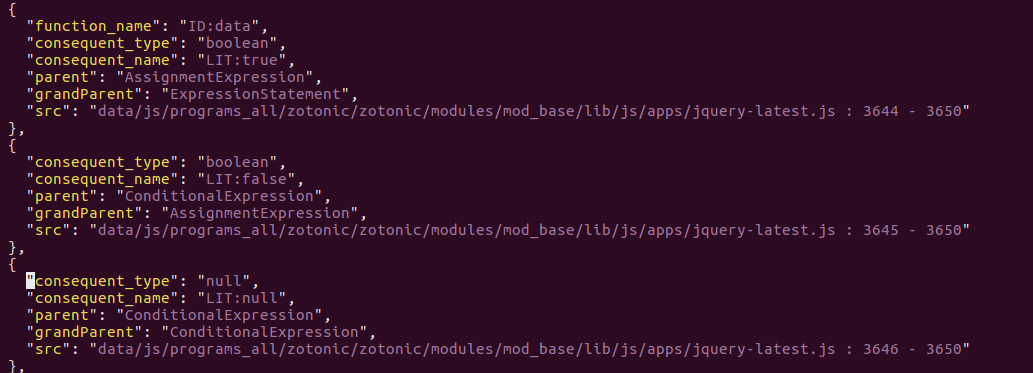 {
"function_name": "ID:data",
"consequent_type": "boolean",
"consequent_name": "LIT:true",
"parent": "AssignmentExpression",
"grandParent": "ExpressionStatement",
"src": "data/js/programs_all/zotonic/zotonic/modules/mod_base/lib/js/apps/jquery-latest.js : 3644 - 3650"
},
{
"consequent_type": "boolean",
"consequent_name": "LIT:false",
"parent": "ConditionalExpression",
"grandParent": "AssignmentExpression",
"src": "data/js/programs_all/zotonic/zotonic/modules/mod_base/lib/js/apps/jquery-latest.js : 3645 - 3650"
},
{
"consequent_type": "null",
"consequent_name": "LIT:null",
"parent": "ConditionalExpression",
"grandParent": "ConditionalExpression",
"src": "data/js/programs_all/zotonic/zotonic/modules/mod_base/lib/js/apps/jquery-latest.js : 3646 - 3650"
},